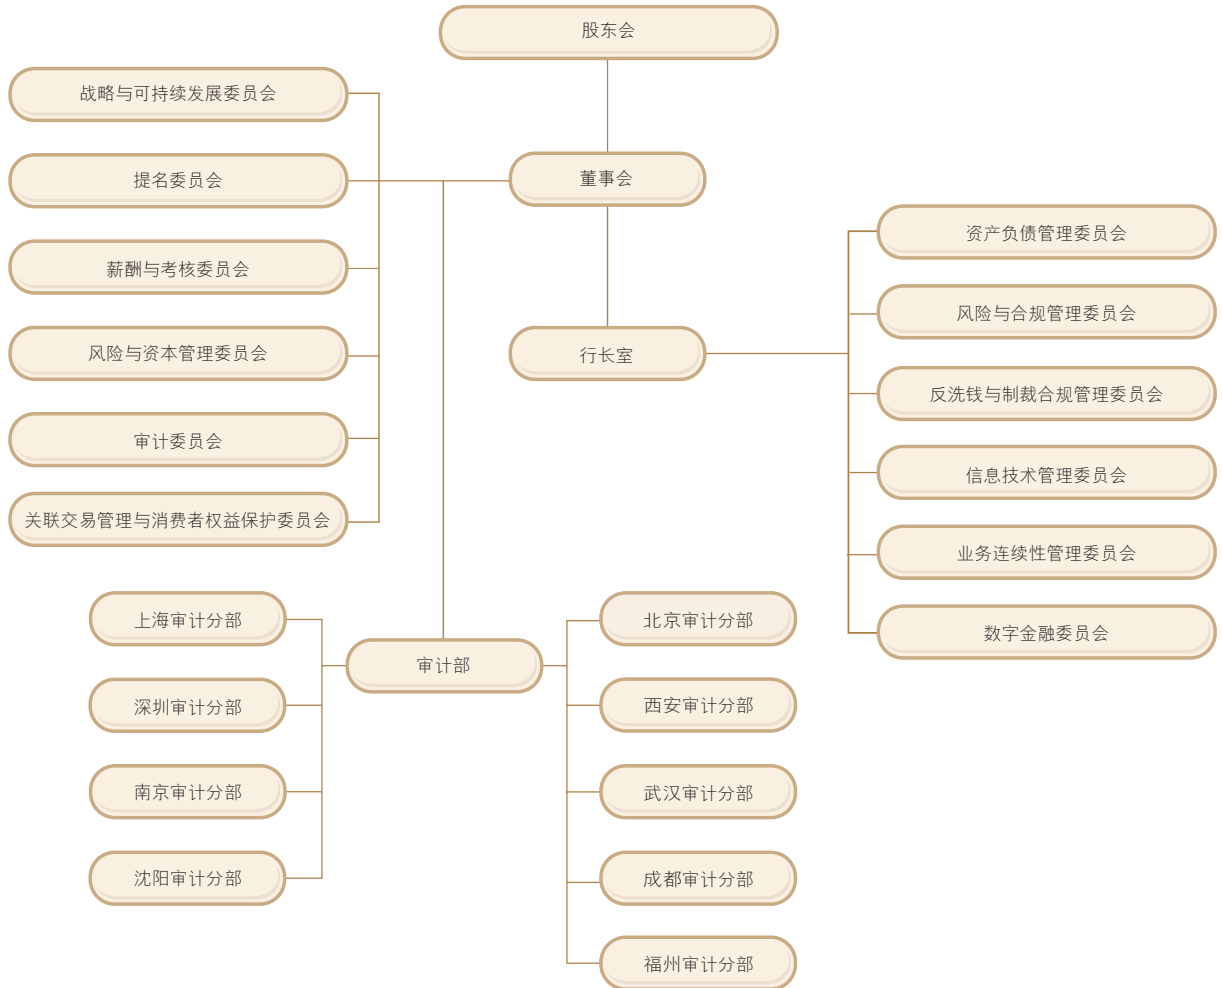 股东会
战略与可持续发展委员会
提名委员会
薪酬与考核委员会
风险与资本管理委员会
审计委员会
关联交易管理与消费者权益保护委员会
董事会
行长室
资产负债管理委员会
风险与合规管理委员会
反洗钱与制裁合规管理委员会
信息技术管理委员会
业务连续性管理委员会
数字金融委员会
审计部
上海审计分部
深圳审计分部
南京审计分部
沈阳审计分部
北京审计分部
西安审计分部
武汉审计分部
成都审计分部
福州审计分部